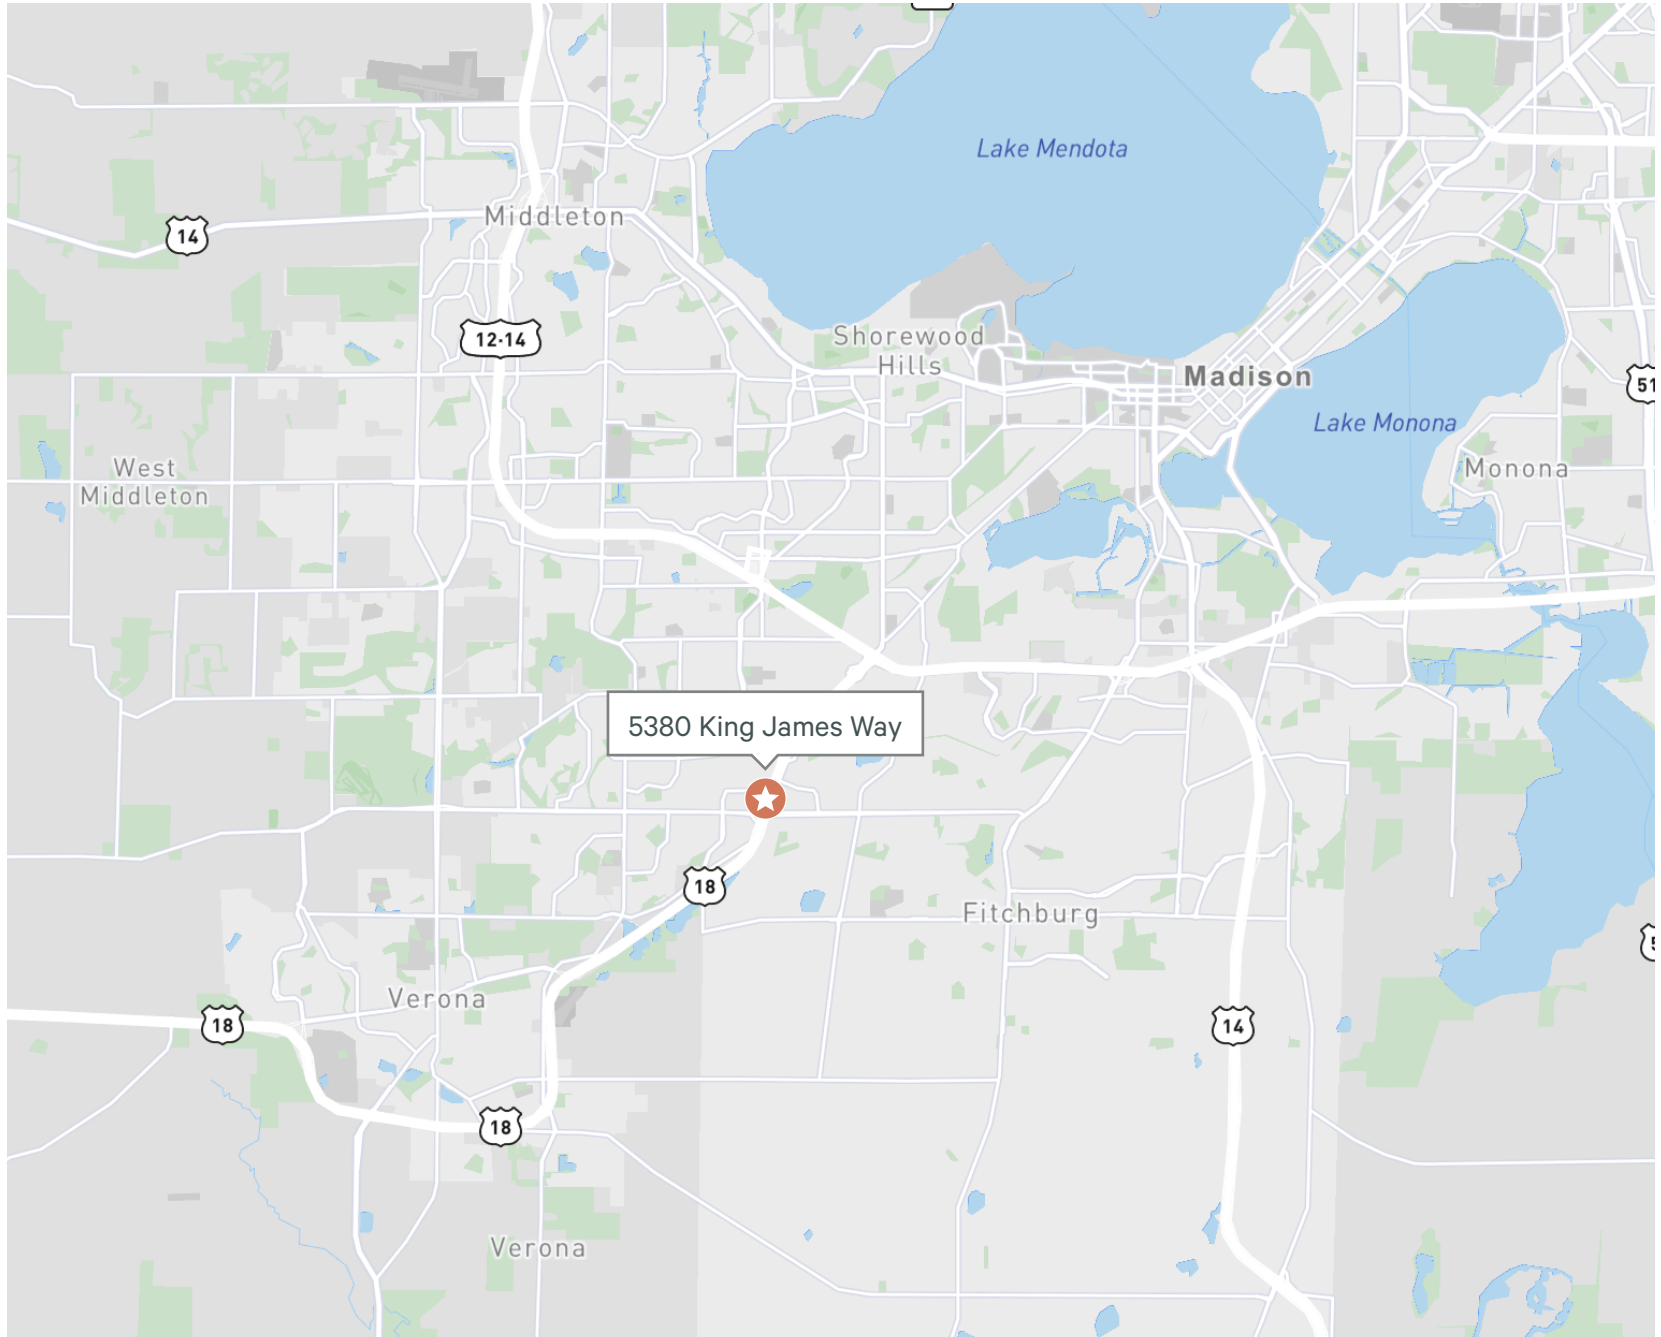 Lake Mendota
14
Middleton
12-14
Shorewood
Hills
Madison
51
Lake Monona
West
Middleton
Monona
5380 King James Way
18
Fitchburg
5
Verona
18
14
18
Verona